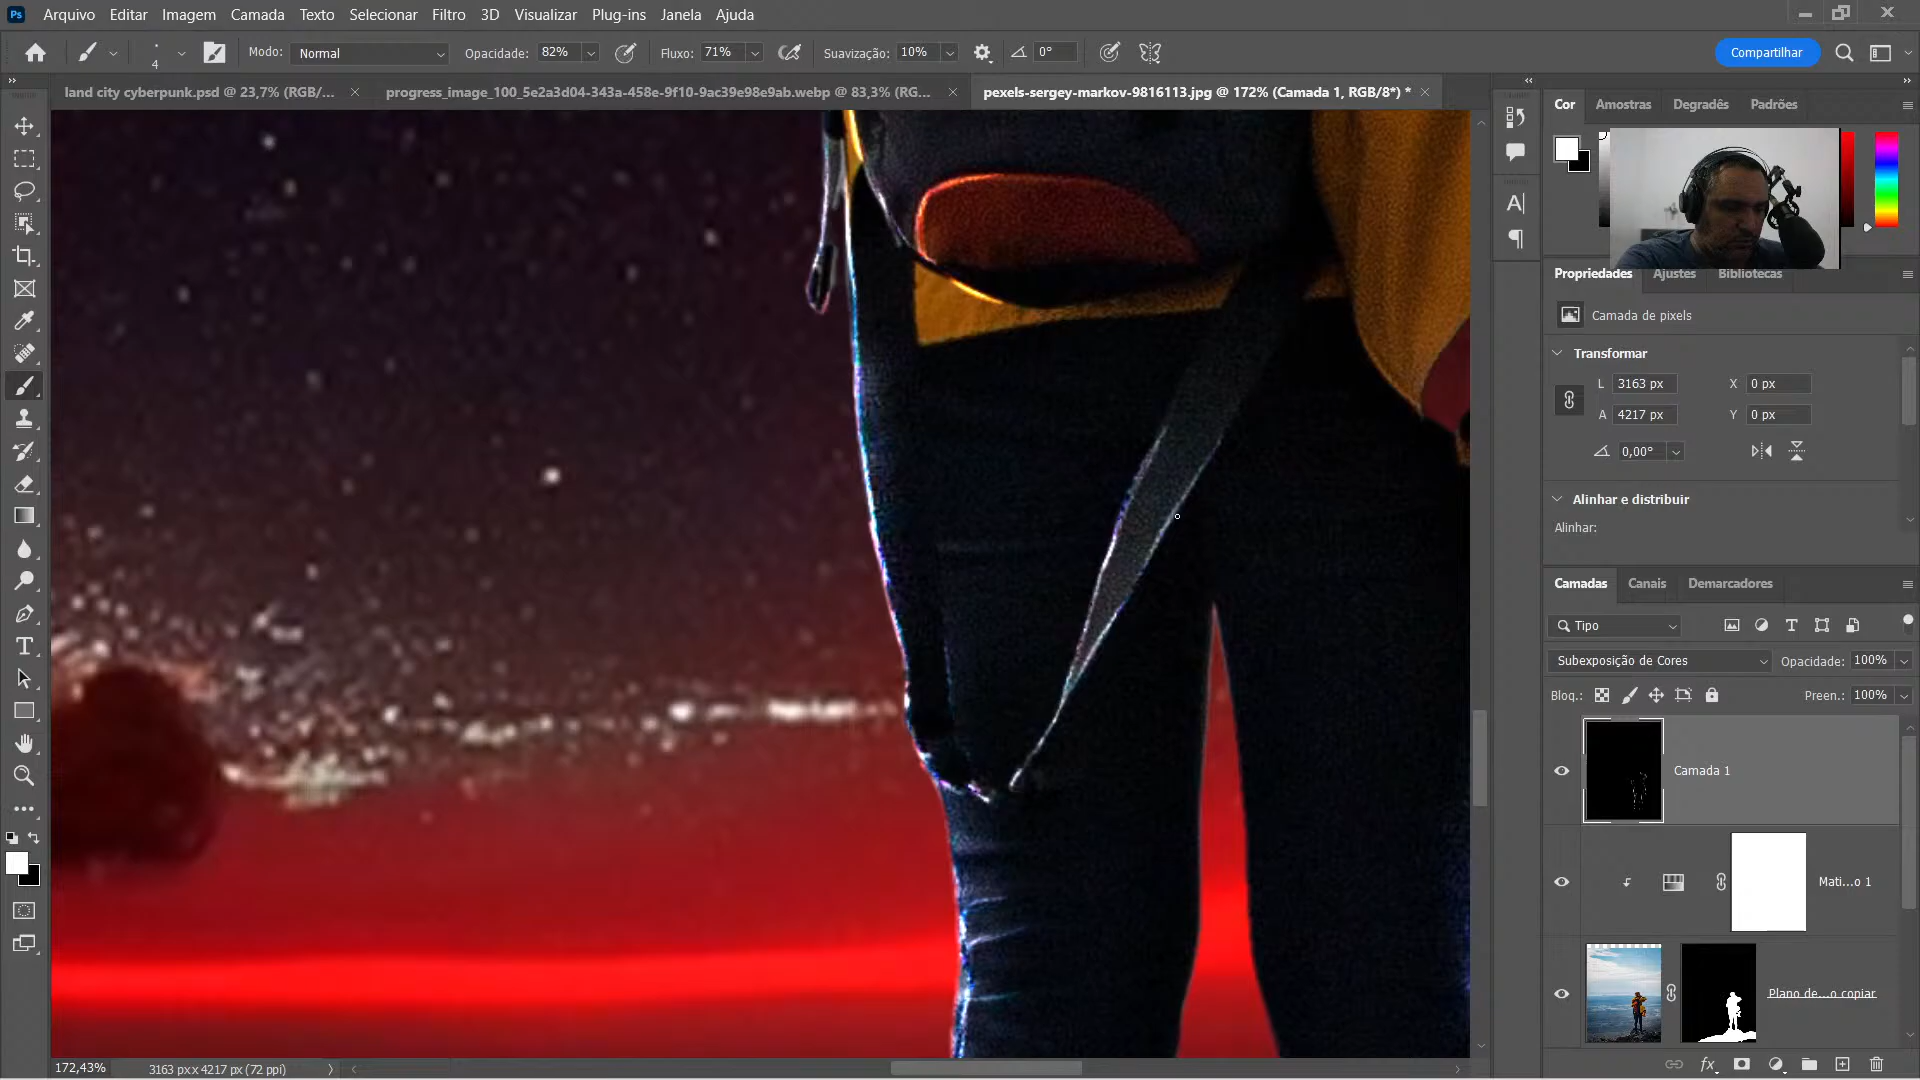 Ps Arquivo Editar Imagem Camada Texto Selecionar Filtro 3D Visualizar Plug-ins Janela Ajuda
4 Modo: Normal Opacidade: 82% Fluxo: 71% Suavização: 10% 0° Compartilhar
land city cyberpunk.psd @ 23,7% (RGB/... progress_image_100_5e2a3d04-343a-458e-9f10-9ac39e98e9ab.webp @ 83,3% (RG... pexels-sergey-markov-9816113.jpg @ 172% (Camada 1, RGB/8*) *
Cor Amostras Degradês Padrões
Propriedades Ajustes Bibliotecas
Camada de pixels
Transformar
L 3163 px X 0 px
A 4217 px Y 0 px
0,00°
Alinhar e distribuir
Alinhar:
Camadas Canais Demarcadores
Tipo
Subexposição de Cores Opacidade: 100%
Bloq.: Preen.: 100%
Camada 1
Mati...o 1
Plano de...o copiar
172,43% 3163 px x 4217 px (72 ppi)